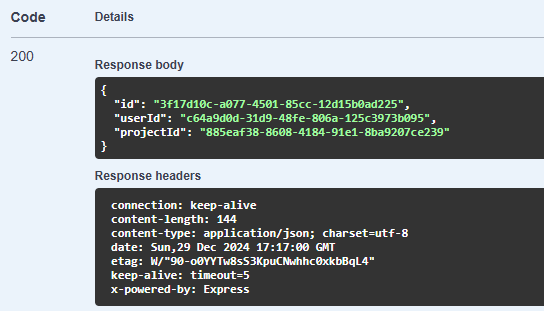 Code Details
200
Response body
{
  "id": "3f17d10c-a077-4501-85cc-12d15b0ad225",
  "userId": "c64a9d0d-31d9-48fe-806a-125c3973b095",
  "projectId": "885eaf38-8608-4184-91e1-8ba9207ce239"
}
Response headers
connection: keep-alive
content-length: 144
content-type: application/json; charset=utf-8
date: Sun,29 Dec 2024 17:17:00 GMT
etag: W/"90-o0YYTw8sS3KpuCNwhhc0xkbBqL4"
keep-alive: timeout=5
x-powered-by: Express